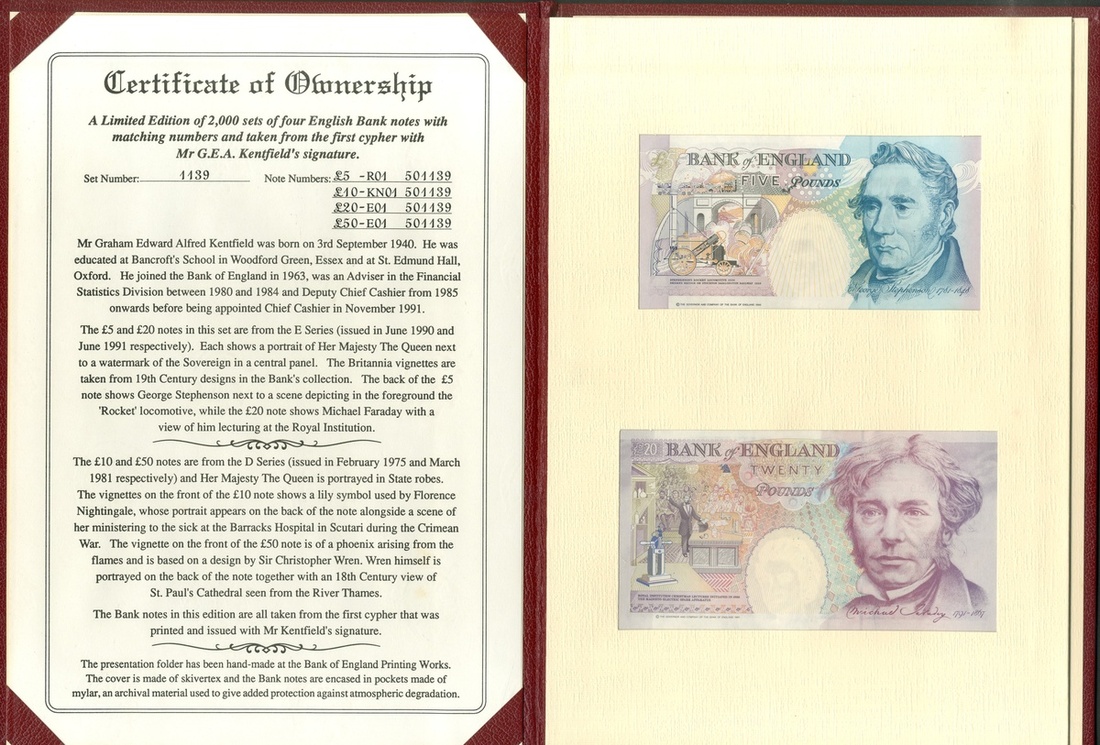 Certificate of Ownership
A Limited Edition of 2,000 sets of four English Bank notes with
matching numbers and taken from the first cypher with
Mr G.E.A. Kentfield's signature.
Set Number: 1139 Note Numbers: £5 -R01 501139
£10-KN01 501139
£20-E01 501139
£50-E01 501139
Mr Graham Edward Alfred Kentfield was born on 3rd September 1940. He was
educated at Bancroft's School in Woodford Green, Essex and at St. Edmund Hall,
Oxford. He joined the Bank of England in 1963, was an Adviser in the Financial
Statistics Division between 1980 and 1984 and Deputy Chief Cashier from 1985
onwards before being appointed Chief Cashier in November 1991.
The £5 and £20 notes in this set are from the E Series (issued in June 1990 and
June 1991 respectively). Each shows a portrait of Her Majesty The Queen next
to a watermark of the Sovereign in a central panel. The Britannia vignettes are
taken from 19th Century designs in the Bank's collection. The back of the £5
note shows George Stephenson next to a scene depicting in the foreground the
'Rocket' locomotive, while the £20 note shows Michael Faraday with a
view of him lecturing at the Royal Institution.
The £10 and £50 notes are from the D Series (issued in February 1975 and March
1981 respectively) and Her Majesty The Queen is portrayed in State robes.
The vignettes on the front of the £10 note shows a lily symbol used by Florence
Nightingale, whose portrait appears on the back of the note alongside a scene of
her ministering to the sick at the Barracks Hospital in Scutari during the Crimean
War. The vignette on the front of the £50 note is of a phoenix arising from the
flames and is based on a design by Sir Christopher Wren. Wren himself is
portrayed on the back of the note together with an 18th Century view of
St. Paul's Cathedral seen from the River Thames.
The Bank notes in this edition are all taken from the first cypher that was
printed and issued with Mr Kentfield's signature.
The presentation folder has been hand-made at the Bank of England Printing Works.
The cover is made of skivertex and the Bank notes are encased in pockets made of
mylar, an archival material used to give added protection against atmospheric degradation.
BANK of ENGLAND
FIVE POUNDS
George Stephenson 1781-1848
£20 BANK of ENGLAND
TWENTY
POUNDS
Michael Faraday 1791-1867